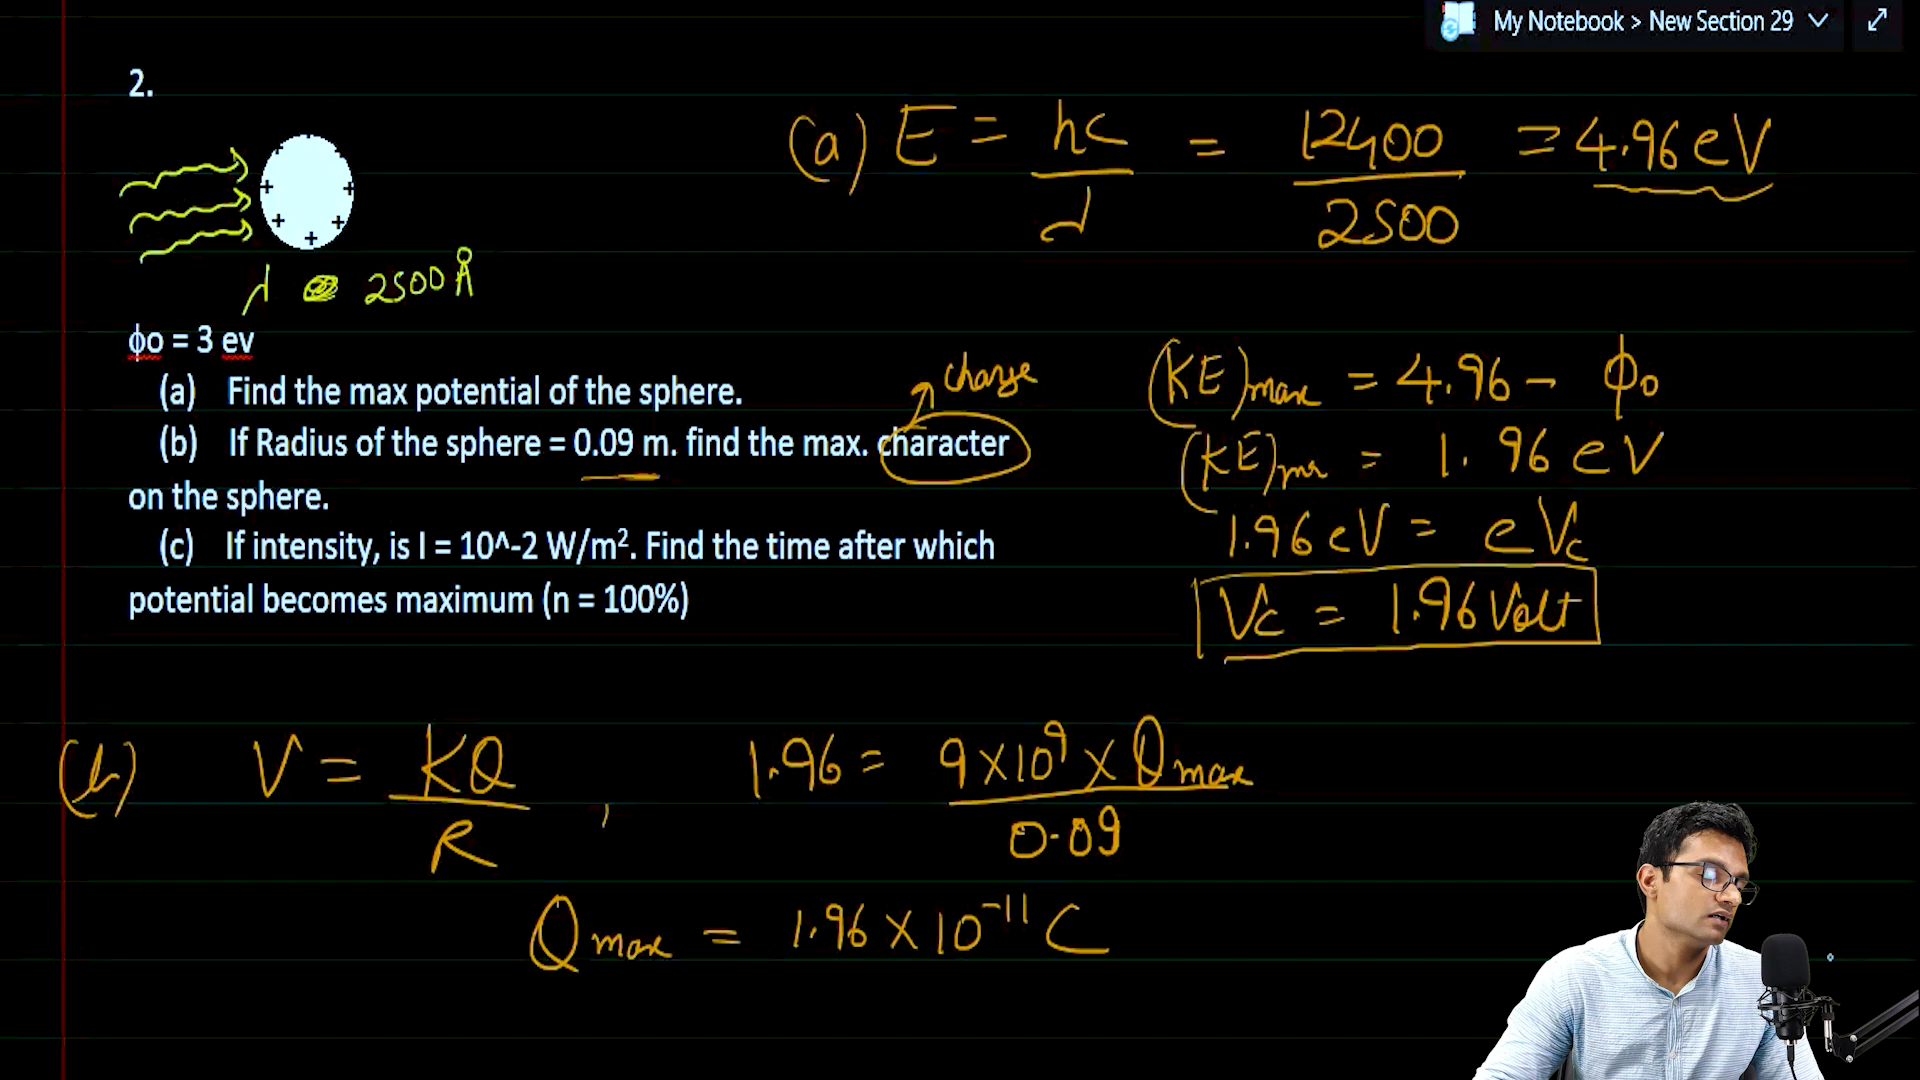 My Notebook > New Section 29
2.
λ 2500 Å
ϕo = 3 ev
(a) Find the max potential of the sphere.
(b) If Radius of the sphere = 0.09 m. find the max. character
charge
on the sphere.
(c) If intensity, is I = 10^-2 W/m². Find the time after which
potential becomes maximum (n = 100%)
(a) E = hc / λ = 12400 / 2500 = 4.96 eV
(KE)max = 4.96 - ϕ0
(KE)mx = 1.96 eV
1.96 eV = eVc
Vc = 1.96 Volt
(b) V = KQ / R , 1.96 = 9×10⁹ × Qmax / 0.09
Qmax = 1.96 × 10⁻¹¹ C